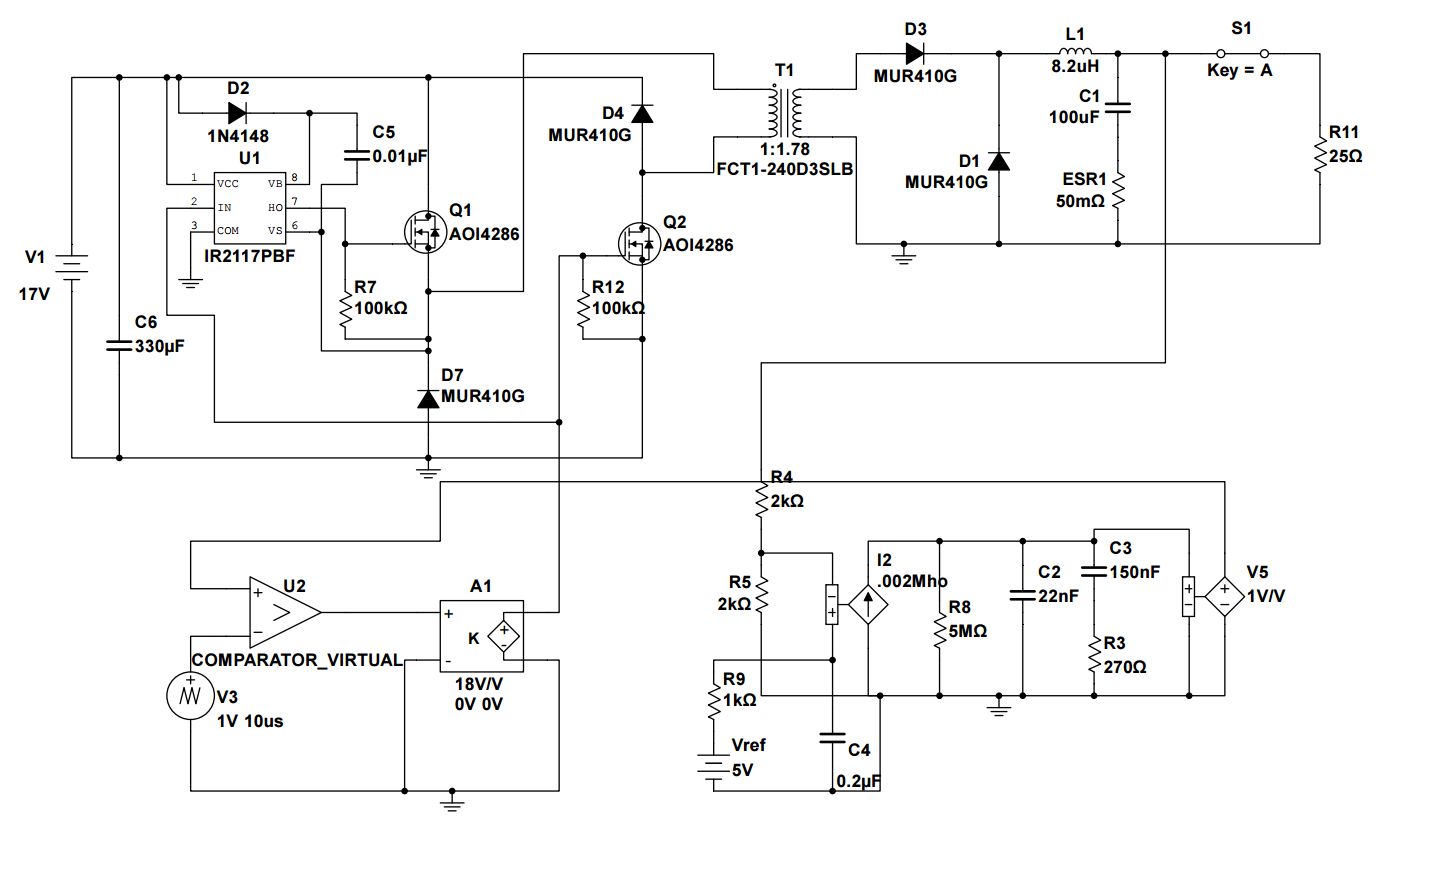 D3
MUR410G
L1
8.2uH
S1
Key = A
T1
1:1.78
FCT1-240D3SLB
C1
100uF
ESR1
50mΩ
R11
25Ω
D1
MUR410G
D2
1N4148
C5
0.01µF
U1
1 VCC VB 8
2 IN HO 7
3 COM VS 6
IR2117PBF
D4
MUR410G
Q1
AOI4286
Q2
AOI4286
V1
17V
R7
100kΩ
R12
100kΩ
C6
330µF
D7
MUR410G
R4
2kΩ
R5
2kΩ
I2
.002Mho
R8
5MΩ
C2
22nF
C3
150nF
R3
270Ω
V5
1V/V
U2
COMPARATOR_VIRTUAL
A1
K
18V/V
0V 0V
V3
1V 10us
R9
1kΩ
Vref
5V
C4
0.2µF